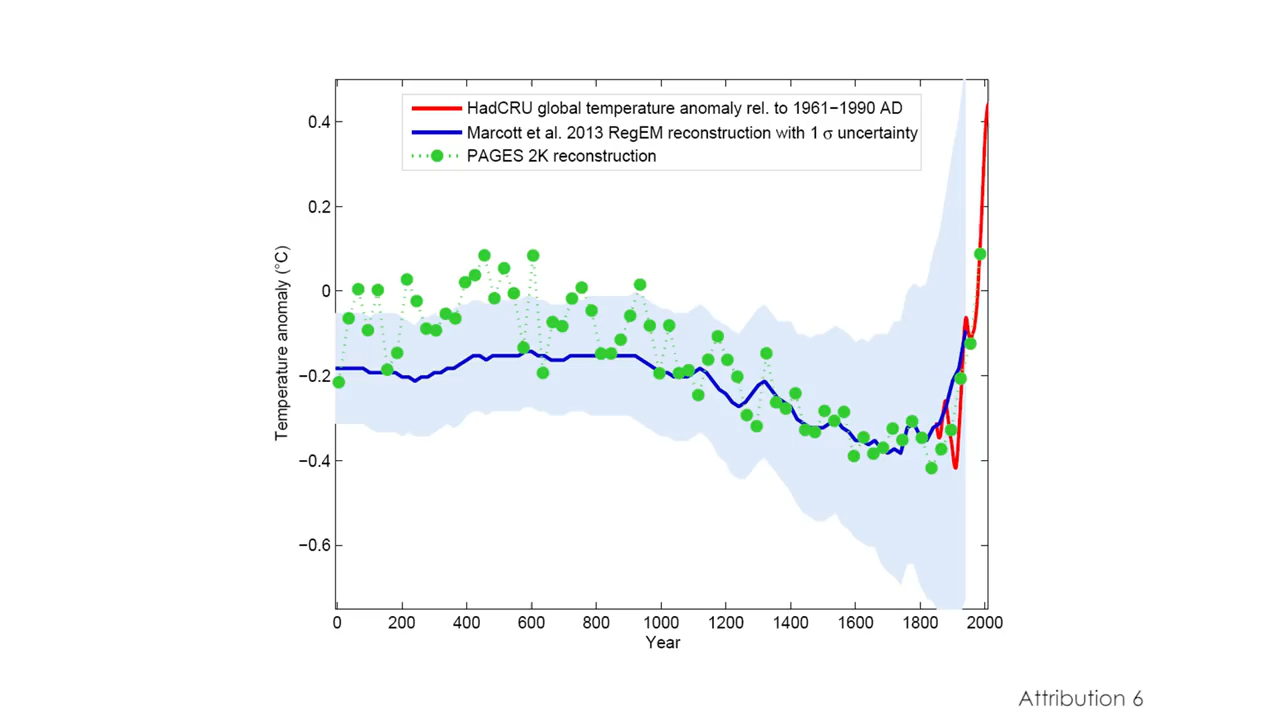 HadCRU global temperature anomaly rel. to 1961−1990 AD
Marcott et al. 2013 RegEM reconstruction with 1 σ uncertainty
PAGES 2K reconstruction
Temperature anomaly (°C)
0.4
0.2
0
−0.2
−0.4
−0.6
0 200 400 600 800 1000 1200 1400 1600 1800 2000
Year
Attribution 6